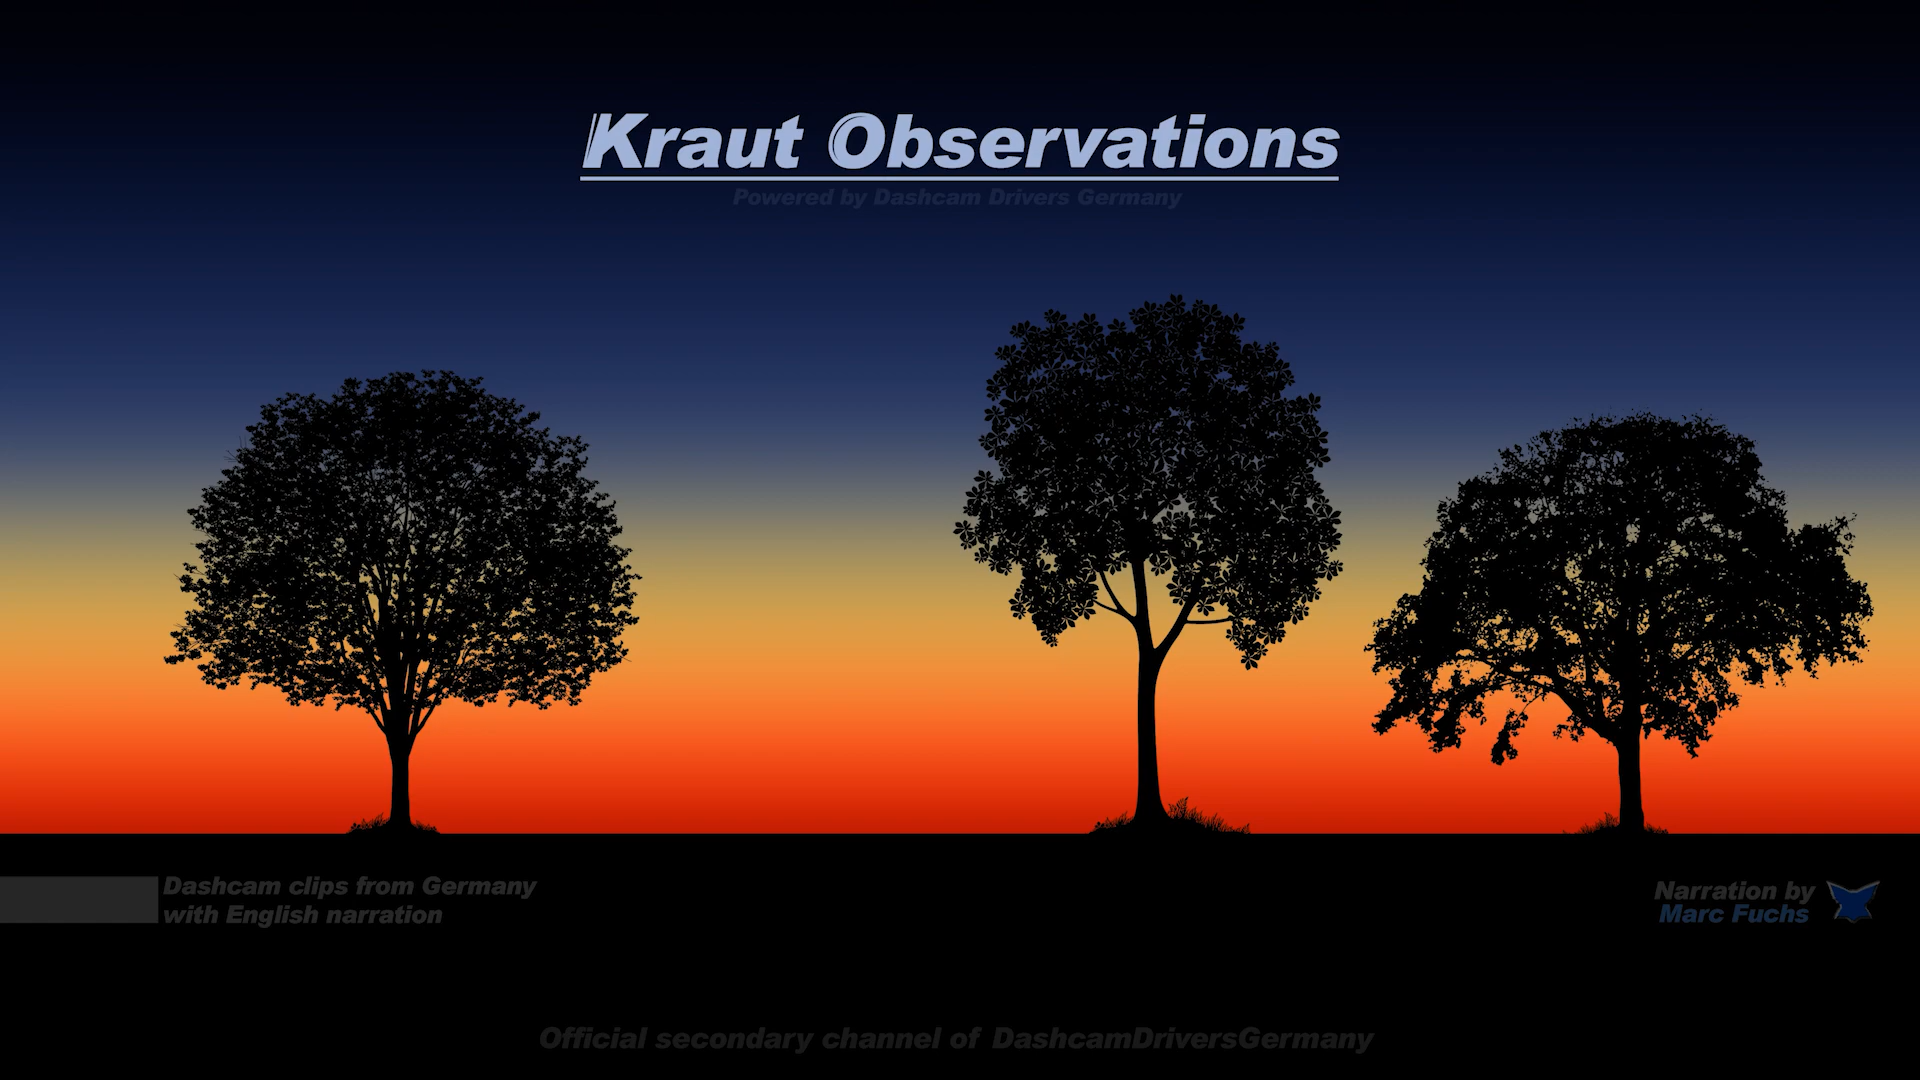 Kraut Observations
Powered by Dashcam Drivers Germany
Dashcam clips from Germany
with English narration
Narration by
Marc Fuchs
Official secondary channel of DashcamDriversGermany